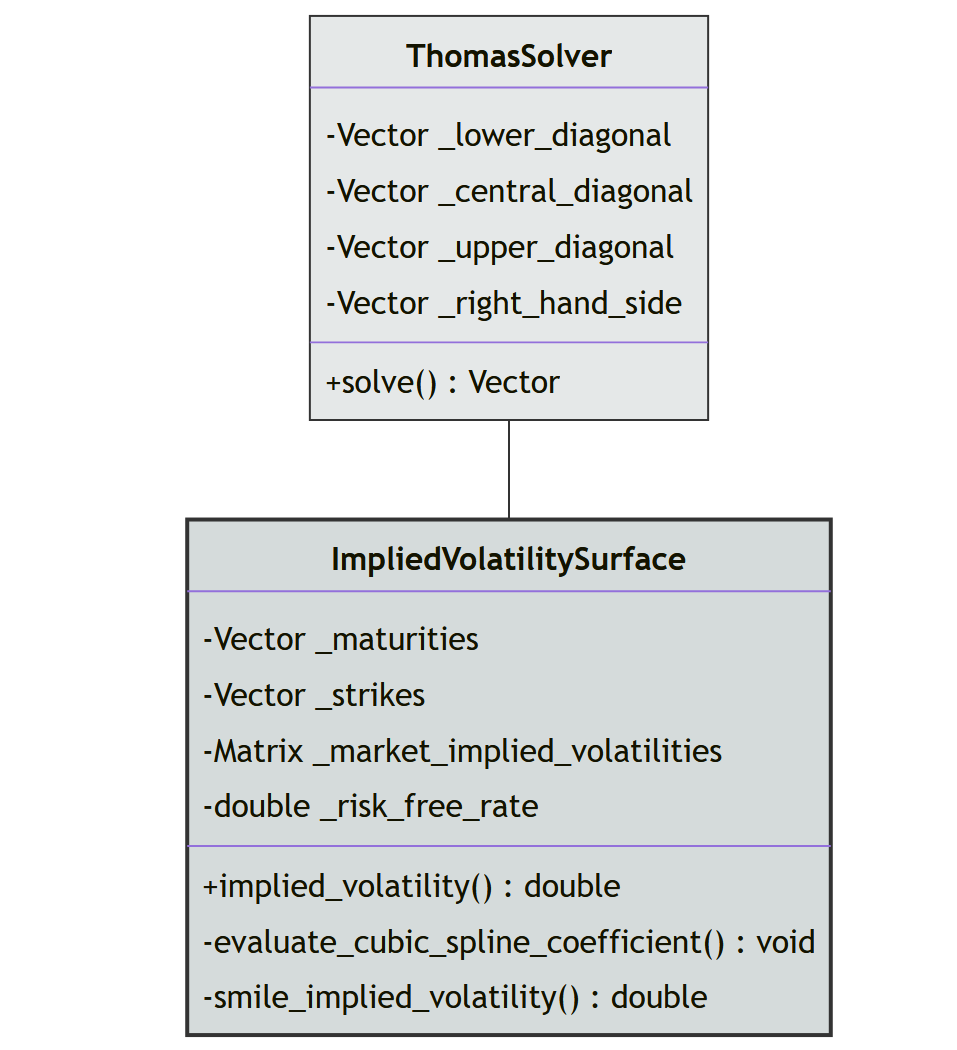 ThomasSolver
-Vector _lower_diagonal
-Vector _central_diagonal
-Vector _upper_diagonal
-Vector _right_hand_side
+solve() : Vector
ImpliedVolatilitySurface
-Vector _maturities
-Vector _strikes
-Matrix _market_implied_volatilities
-double _risk_free_rate
+implied_volatility() : double
-evaluate_cubic_spline_coefficient() : void
-smile_implied_volatility() : double